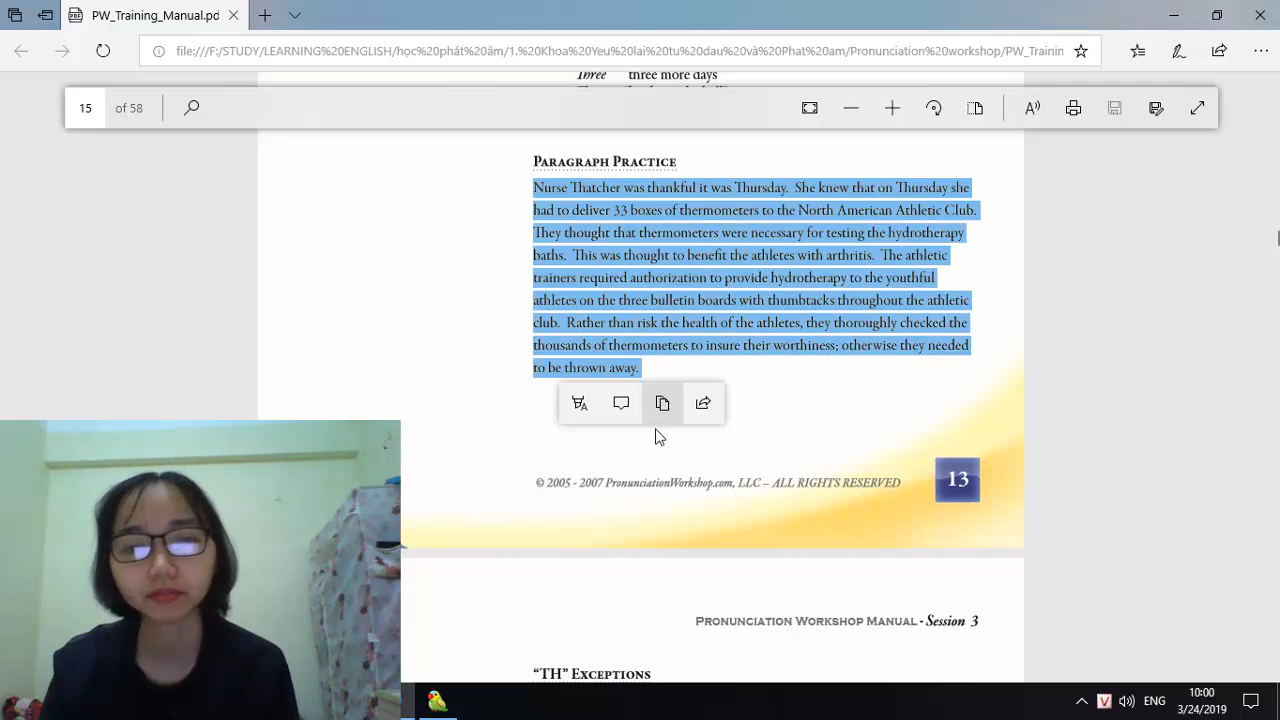 PW_Training_Manual.pd
file:///F:/STUDY/LEARNING%20ENGLISH/học%20phát%20âm/1.%20Khoa%20Yeu%20lai%20tu%20dau%20và%20Phat%20am/Pronunciation%20workshop/PW_Trainin
Three three more days
15 of 58
Paragraph Practice
Nurse Thatcher was thankful it was Thursday. She knew that on Thursday she
had to deliver 33 boxes of thermometers to the North American Athletic Club.
They thought that thermometers were necessary for testing the hydrotherapy
baths. This was thought to benefit the athletes with arthritis. The athletic
trainers required authorization to provide hydrotherapy to the youthful
athletes on the three bulletin boards with thumbtacks throughout the athletic
club. Rather than risk the health of the athletes, they thoroughly checked the
thousands of thermometers to insure their worthiness; otherwise they needed
to be thrown away.
© 2005 - 2007 PronunciationWorkshop.com, LLC – ALL RIGHTS RESERVED
13
Pronunciation Workshop Manual - Session 3
“TH” Exceptions
V
ENG
10:00
3/24/2019